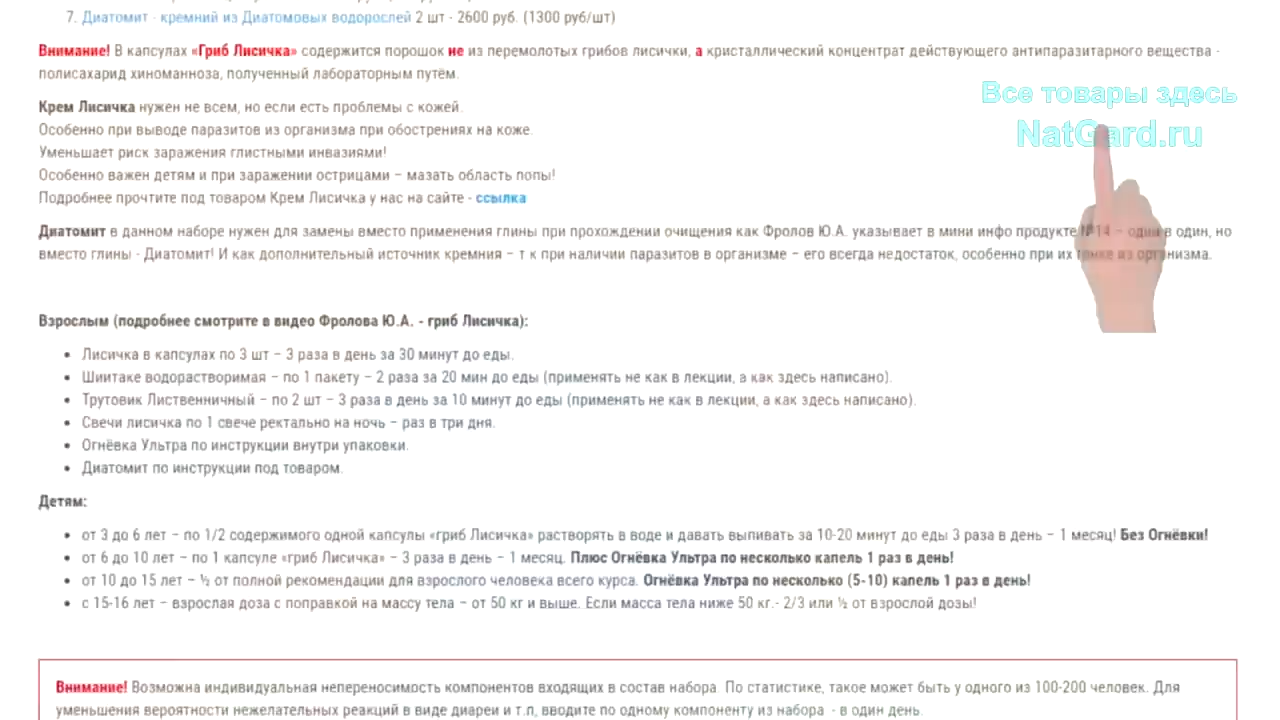 7. Диатомит - кремний из Диатомовых водорослей 2 шт - 2600 руб. (1300 руб/шт)
Внимание! В капсулах «Гриб Лисичка» содержится порошок не из перемолотых грибов лисички, а кристаллический концентрат действующего антипаразитарного вещества -
полисахарид хиноманноза, полученный лабораторным путём.
Все товары здесь
NatGard.ru
Крем Лисичка нужен не всем, но если есть проблемы с кожей.
Особенно при выводе паразитов из организма при обострениях на коже.
Уменьшает риск заражения глистными инвазиями!
Особенно важен детям и при заражении острицами – мазать область попы!
Подробнее прочтите под товаром Крем Лисичка у нас на сайте - ссылка
Диатомит в данном наборе нужен для замены вместо применения глины при прохождении очищения как Фролов Ю.А. указывает в мини инфо продукте №14 – один в один, но
вместо глины - Диатомит! И как дополнительный источник кремния – т к при наличии паразитов в организме – его всегда недостаток, особенно при их гонке из организма.
Взрослым (подробнее смотрите в видео Фролова Ю.А. - гриб Лисичка):
• Лисичка в капсулах по 3 шт – 3 раза в день за 30 минут до еды.
• Шиитаке водорастворимая – по 1 пакету – 2 раза за 20 мин до еды (применять не как в лекции, а как здесь написано).
• Трутовик Лиственничный – по 2 шт – 3 раза в день за 10 минут до еды (применять не как в лекции, а как здесь написано).
• Свечи лисичка по 1 свече ректально на ночь – раз в три дня.
• Огнёвка Ультра по инструкции внутри упаковки.
• Диатомит по инструкции под товаром.
Детям:
• от 3 до 6 лет – по 1/2 содержимого одной капсулы «гриб Лисичка» растворять в воде и давать выпивать за 10-20 минут до еды 3 раза в день – 1 месяц! Без Огнёвки!
• от 6 до 10 лет – по 1 капсуле «гриб Лисичка» – 3 раза в день – 1 месяц. Плюс Огнёвка Ультра по несколько капель 1 раз в день!
• от 10 до 15 лет – ½ от полной рекомендации для взрослого человека всего курса. Огнёвка Ультра по несколько (5-10) капель 1 раз в день!
• с 15-16 лет – взрослая доза с поправкой на массу тела – от 50 кг и выше. Если масса тела ниже 50 кг.- 2/3 или ½ от взрослой дозы!
Внимание! Возможна индивидуальная непереносимость компонентов входящих в состав набора. По статистике, такое может быть у одного из 100-200 человек. Для
уменьшения вероятности нежелательных реакций в виде диареи и т.п, вводите по одному компоненту из набора - в один день.